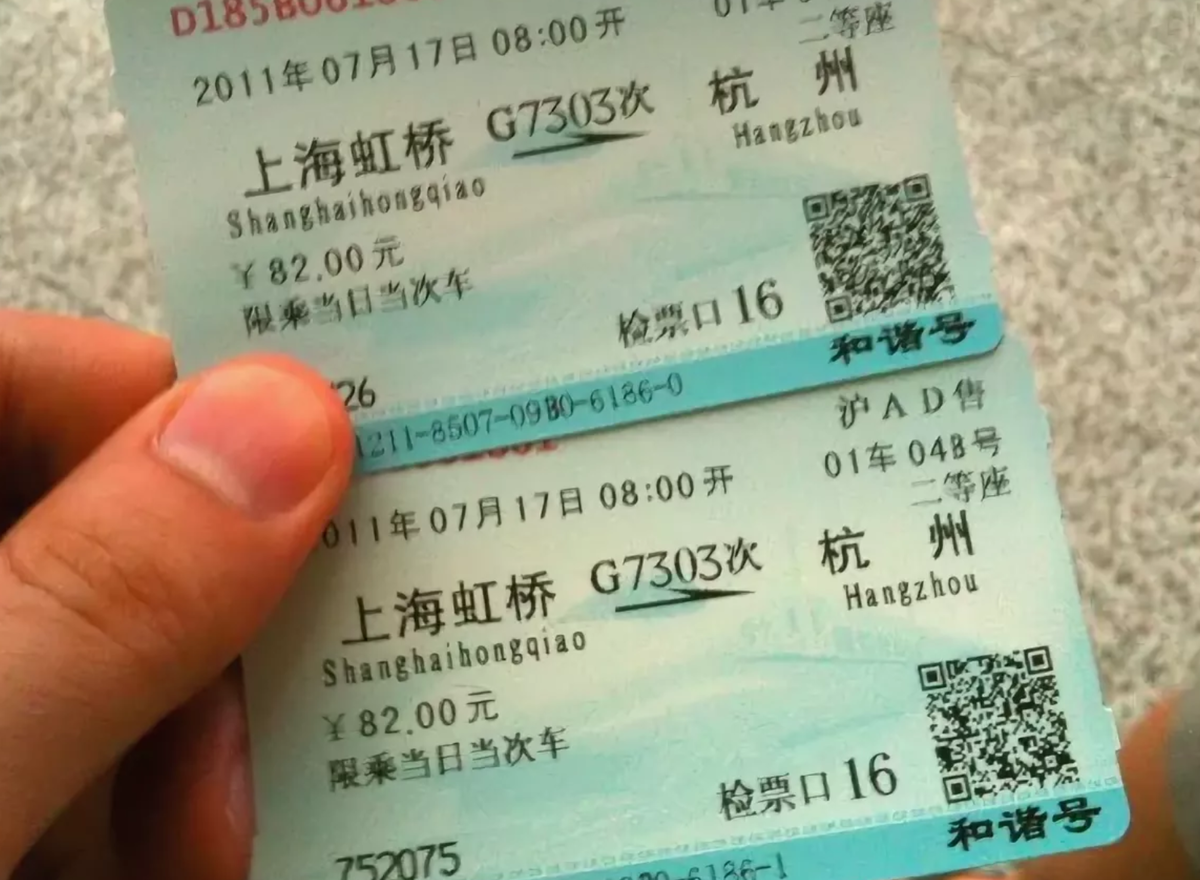 2011年07月17日 08:00开
二等座
上海虹桥 G7303次 杭州
Shanghaihongqiao Hangzhou
￥82.00元
限乘当日当次车
检票口16
和谐号
26
1211-8507-09B0-6186-0
沪AD售
011年07月17日 08:00开 01车 04B号
二等座
上海虹桥 G7303次 杭州
Shanghaihongqiao Hangzhou
￥82.00元
限乘当日当次车
检票口16
和谐号
752075
6186-1